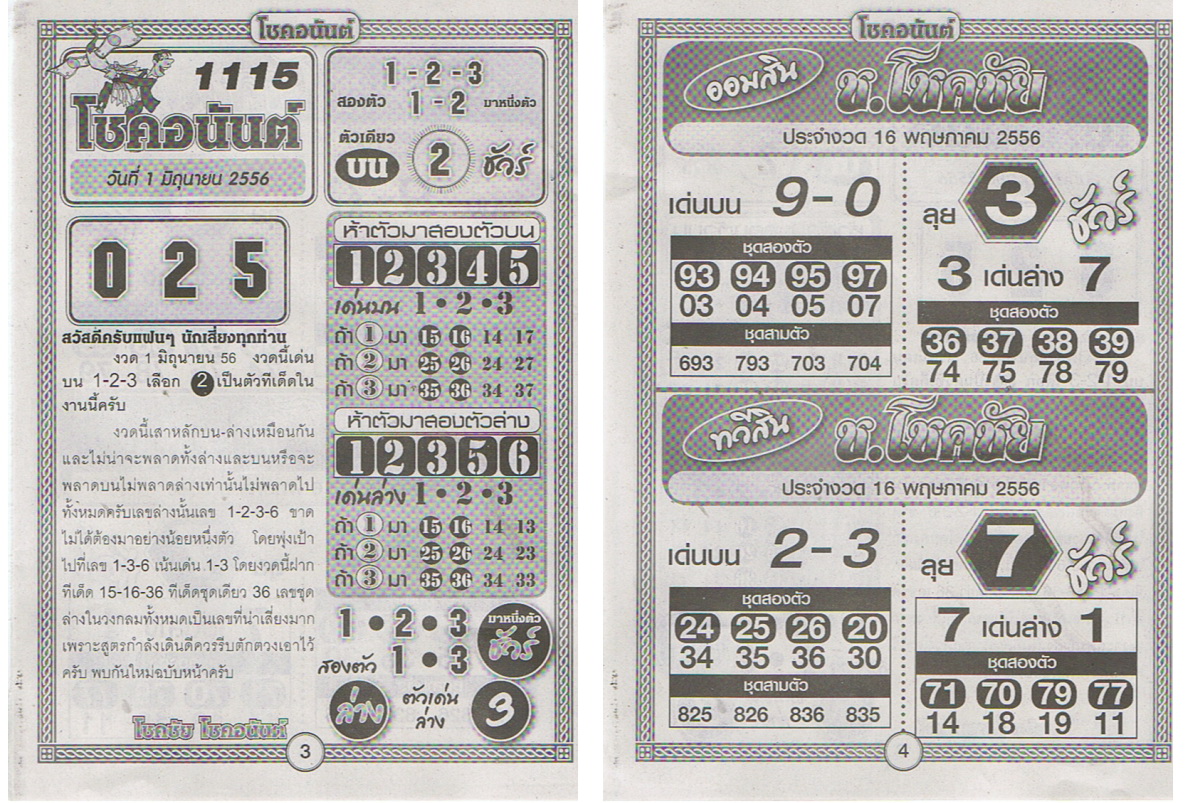 โชคอนันต์
1115
โชคอนันต์
วันที่ 1 มิถุนายน 2556
1 - 2 - 3
สองตัว 1 - 2 มาหนึ่งตัว
ตัวเดียว
บน 2 ชัวร์
0 2 5
สวัสดีครับแฟนๆ นักเสี่ยงทุกท่าน
งวด 1 มิถุนายน 56 งวดนี้เด่น
บน 1-2-3 เลือก 2 เป็นตัวทีเด็ดใน
งานนี้ครับ
งวดนี้เสาหลักบน-ล่างเหมือนกัน
และไม่น่าจะพลาดทั้งล่างและบนหรือจะ
พลาดบนไม่พลาดล่างเท่านั้นไม่พลาดไป
ทั้งหมดครับเลขล่างนั้นเลข 1-2-3-6 ขาด
ไม่ได้ต้องมาอย่างน้อยหนึ่งตัว โดยพุ่งเป้า
ไปที่เลข 1-3-6 เน้นเด่น 1-3 โดยงวดนี้ฝาก
ทีเด็ด 15-16-36 ทีเด็ดชุดเดียว 36 เลขชุด
ล่างในวงกลมทั้งหมดเป็นเลขที่น่าเสี่ยงมาก
เพราะสูตรกำลังเดินดีควรรีบตักตวงเอาไว้
ครับ พบกันใหม่ฉบับหน้าครับ
โชคชัย โชคอนันต์
ห้าตัวมาสองตัวบน
1 2 3 4 5
เด่นบน 1 • 2 • 3
ถ้า 1 มา 15 16 14 17
ถ้า 2 มา 25 26 24 27
ถ้า 3 มา 35 36 34 37
ห้าตัวมาสองตัวล่าง
1 2 3 5 6
เด่นล่าง 1 • 2 • 3
ถ้า 1 มา 15 16 14 13
ถ้า 2 มา 25 26 24 23
ถ้า 3 มา 35 36 34 33
1 • 2 • 3 มาหนึ่งตัว
สองตัว 1 • 3 ชัวร์
ล่าง ตัวเด่น
ล่าง 3
3
โชคอนันต์
ออมสิน ช.โชคชัย
ประจำงวด 16 พฤษภาคม 2556
เด่นบน 9 - 0
ชุดสองตัว
93 94 95 97
03 04 05 07
ชุดสามตัว
693 793 703 704
ลุย 3 ชัวร์
3 เด่นล่าง 7
ชุดสองตัว
36 37 38 39
74 75 78 79
ทวีสิน ช.โชคชัย
ประจำงวด 16 พฤษภาคม 2556
เด่นบน 2 - 3
ชุดสองตัว
24 25 26 20
34 35 36 30
ชุดสามตัว
825 826 836 835
ลุย 7 ชัวร์
7 เด่นล่าง 1
ชุดสองตัว
71 70 79 77
14 18 19 11
4